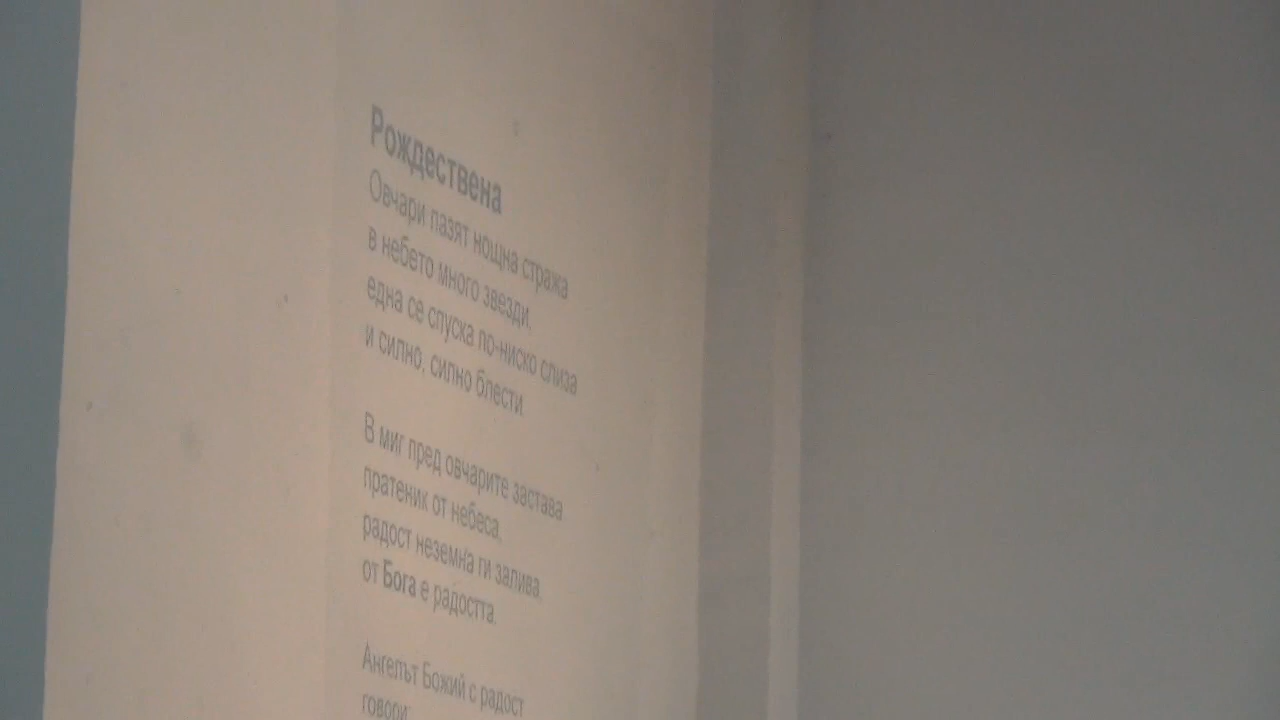 Рождествена
Овчари пазят нощна стража
в небето много звезди,
една се спуска по-ниско слиза
и силно, силно блести.
В миг пред овчарите застава
пратеник от небеса,
радост неземна ги залива,
от Бога е радостта.
Ангелът Божий с радост
говори: